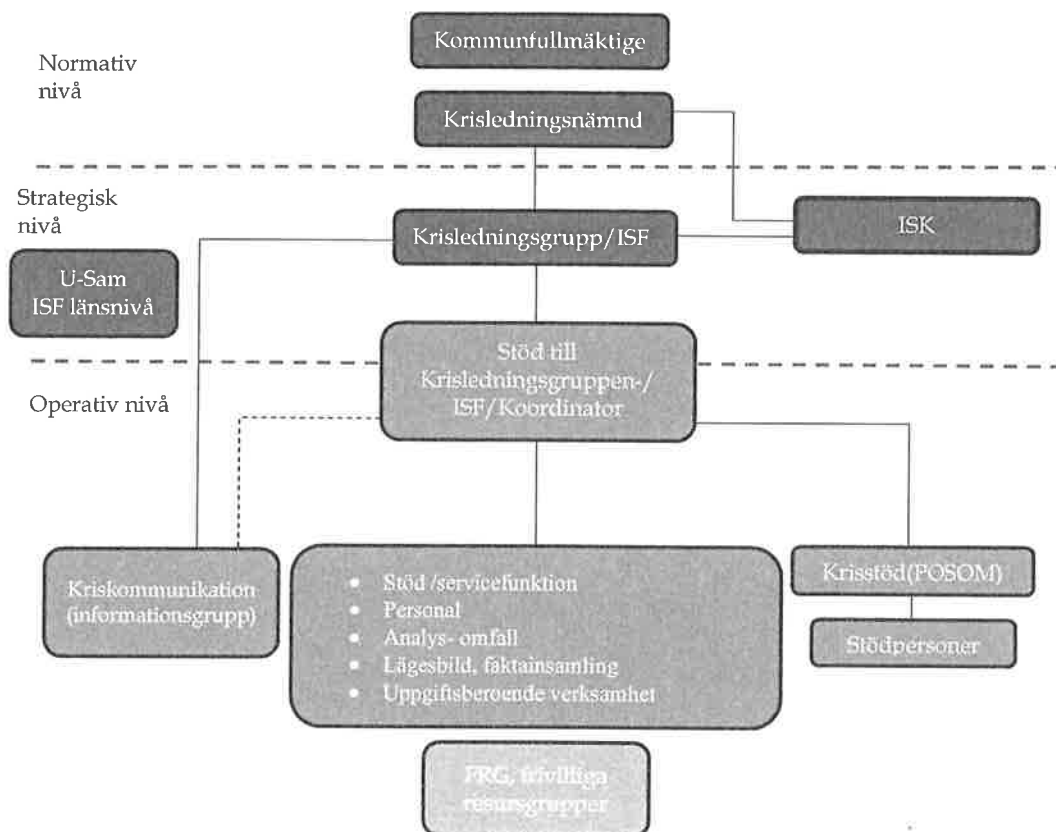 Normativ
nivå
Kommunfullmäktige
Krisledningsnämnd
Strategisk
nivå
Krisledningsgrupp/ISF
ISK
U-Sam
ISF länsnivå
Stöd till
Krisledningsgruppen-/
ISF/Koordinator
Operativ nivå
Kriskommunikation
(informationsgrupp)
• Stöd /servicefunktion
• Personal
• Analys- omfall
• Lägesbild, faktainsamling
• Uppgiftsberoende verksamhet
Krisstöd(POSOM)
Stödpersoner
FRG, frivilliga
resursgrupper